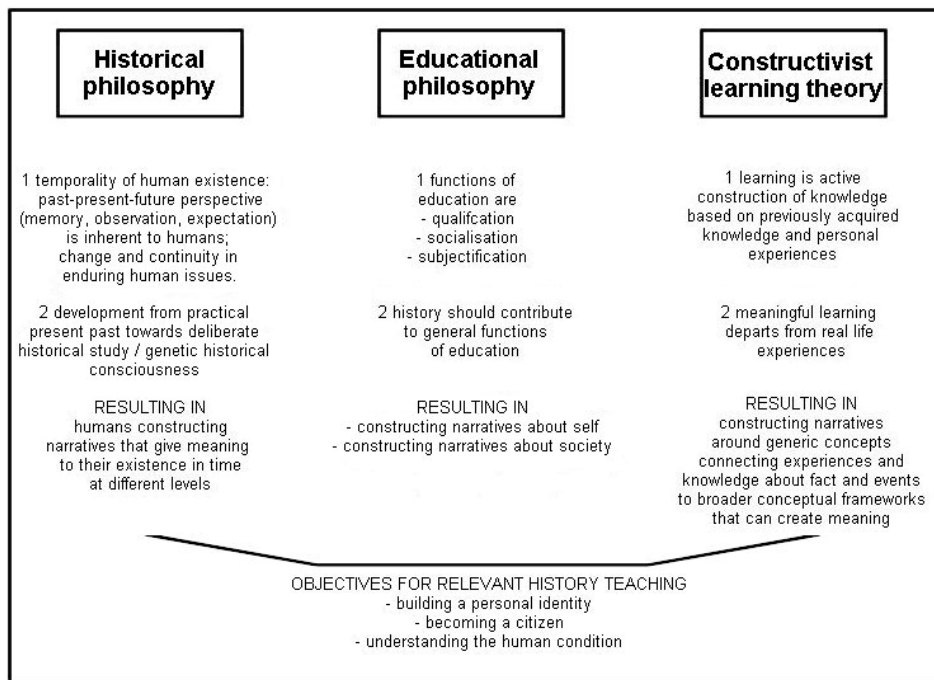 Historical
philosophy
1 temporality of human existence:
past-present-future perspective
(memory, observation, expectation)
is inherent to humans;
change and continuity in
enduring human issues.
2 development from practical
present past towards deliberate
historical study / genetic historical
consciousness
RESULTING IN
humans constructing
narratives that give meaning
to their existence in time
at different levels
Educational
philosophy
1 functions of
education are
- qualifcation
- socialisation
- subjectification
2 history should contribute
to general functions
of education
RESULTING IN
- constructing narratives about self
- constructing narratives about society
Constructivist
learning theory
1 learning is active
construction of knowledge
based on previously acquired
knowledge and personal
experiences
2 meaningful learning
departs from real life
experiences
RESULTING IN
constructing narratives
around generic concepts
connecting experiences and
knowledge about fact and events
to broader conceptual frameworks
that can create meaning
OBJECTIVES FOR RELEVANT HISTORY TEACHING
- building a personal identity
- becoming a citizen
- understanding the human condition